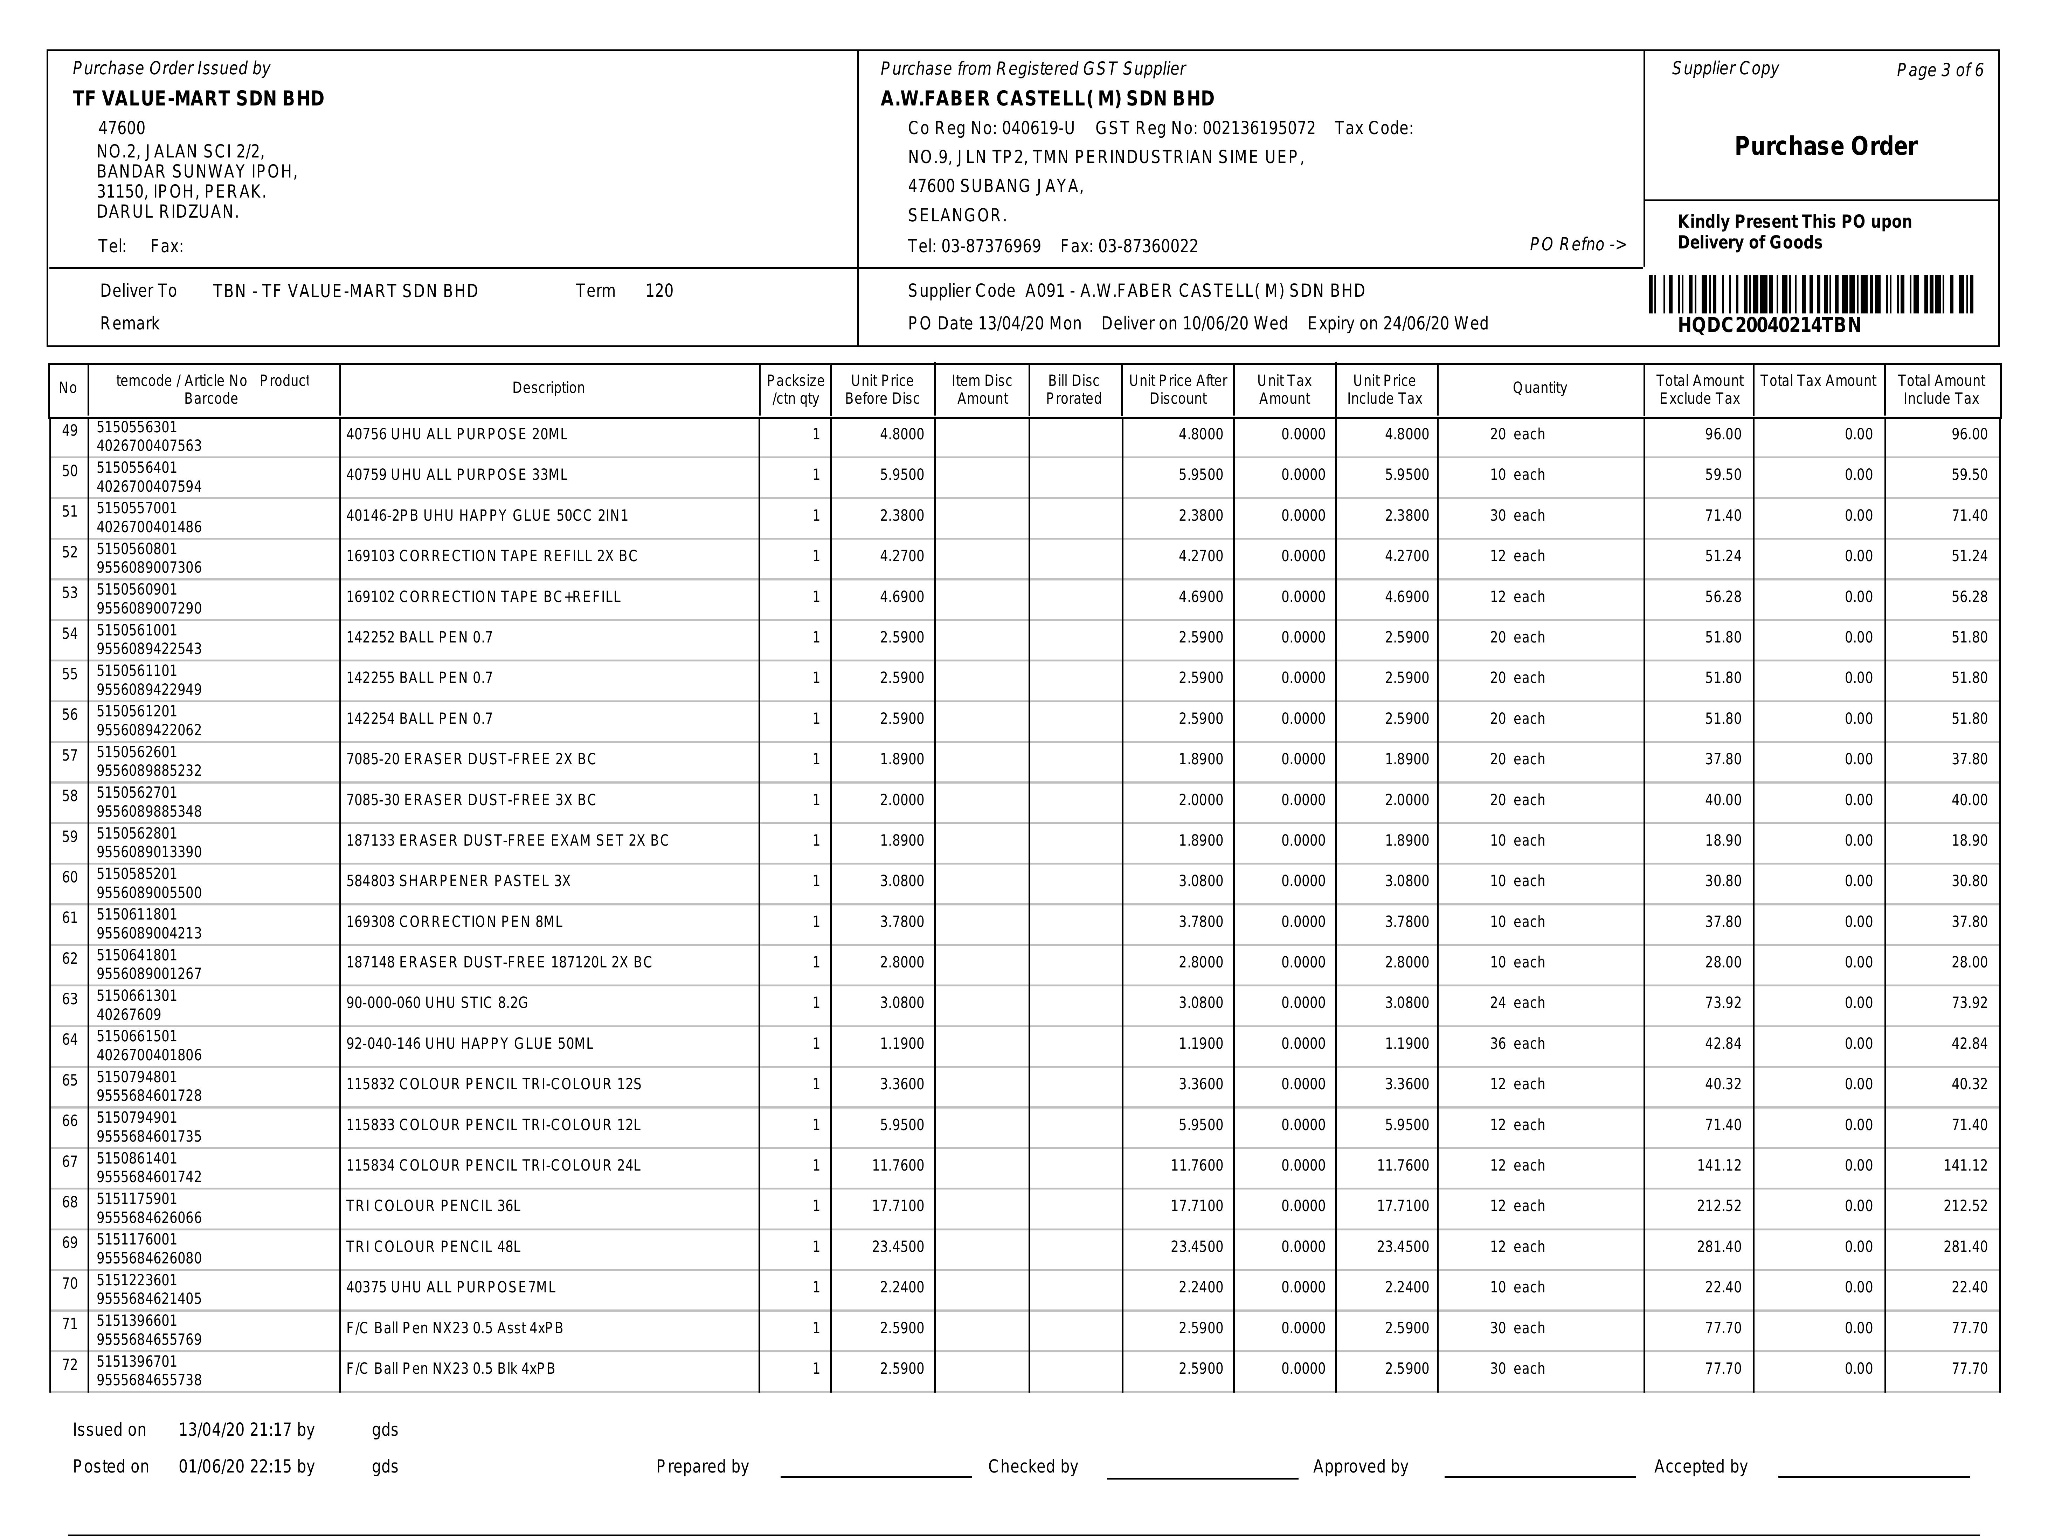 Purchase Order Issued by
TF VALUE-MART SDN BHD
47600
NO.2, JALAN SCI 2/2,
BANDAR SUNWAY IPOH,
31150, IPOH, PERAK.
DARUL RIDZUAN.
Tel: Fax:
Purchase from Registered GST Supplier
A.W.FABER CASTELL( M) SDN BHD
Co Reg No: 040619-U GST Reg No: 002136195072 Tax Code:
NO.9, JLN TP2, TMN PERINDUSTRIAN SIME UEP,
47600 SUBANG JAYA,
SELANGOR.
Tel: 03-87376969 Fax: 03-87360022
PO Refno ->
Supplier Copy Page 3 of 6
Purchase Order
Kindly Present This PO upon
Delivery of Goods
HQDC20040214TBN
Deliver To TBN - TF VALUE-MART SDN BHD Term 120
Remark
Supplier Code A091 - A.W.FABER CASTELL( M) SDN BHD
PO Date 13/04/20 Mon Deliver on 10/06/20 Wed Expiry on 24/06/20 Wed
No temcode / Article No Product Barcode Description Packsize /ctn qty Unit Price Before Disc Item Disc Amount Bill Disc Prorated Unit Price After Discount Unit Tax Amount Unit Price Include Tax Quantity Total Amount Exclude Tax Total Tax Amount Total Amount Include Tax
49 5150556301 4026700407563 40756 UHU ALL PURPOSE 20ML 1 4.8000 4.8000 0.0000 4.8000 20 each 96.00 0.00 96.00
50 5150556401 4026700407594 40759 UHU ALL PURPOSE 33ML 1 5.9500 5.9500 0.0000 5.9500 10 each 59.50 0.00 59.50
51 5150557001 4026700401486 40146-2PB UHU HAPPY GLUE 50CC 2IN1 1 2.3800 2.3800 0.0000 2.3800 30 each 71.40 0.00 71.40
52 5150560801 9556089007306 169103 CORRECTION TAPE REFILL 2X BC 1 4.2700 4.2700 0.0000 4.2700 12 each 51.24 0.00 51.24
53 5150560901 9556089007290 169102 CORRECTION TAPE BC+REFILL 1 4.6900 4.6900 0.0000 4.6900 12 each 56.28 0.00 56.28
54 5150561001 9556089422543 142252 BALL PEN 0.7 1 2.5900 2.5900 0.0000 2.5900 20 each 51.80 0.00 51.80
55 5150561101 9556089422949 142255 BALL PEN 0.7 1 2.5900 2.5900 0.0000 2.5900 20 each 51.80 0.00 51.80
56 5150561201 9556089422062 142254 BALL PEN 0.7 1 2.5900 2.5900 0.0000 2.5900 20 each 51.80 0.00 51.80
57 5150562601 9556089885232 7085-20 ERASER DUST-FREE 2X BC 1 1.8900 1.8900 0.0000 1.8900 20 each 37.80 0.00 37.80
58 5150562701 9556089885348 7085-30 ERASER DUST-FREE 3X BC 1 2.0000 2.0000 0.0000 2.0000 20 each 40.00 0.00 40.00
59 5150562801 9556089013390 187133 ERASER DUST-FREE EXAM SET 2X BC 1 1.8900 1.8900 0.0000 1.8900 10 each 18.90 0.00 18.90
60 5150585201 9556089005500 584803 SHARPENER PASTEL 3X 1 3.0800 3.0800 0.0000 3.0800 10 each 30.80 0.00 30.80
61 5150611801 9556089004213 169308 CORRECTION PEN 8ML 1 3.7800 3.7800 0.0000 3.7800 10 each 37.80 0.00 37.80
62 5150641801 9556089001267 187148 ERASER DUST-FREE 187120L 2X BC 1 2.8000 2.8000 0.0000 2.8000 10 each 28.00 0.00 28.00
63 5150661301 40267609 90-000-060 UHU STIC 8.2G 1 3.0800 3.0800 0.0000 3.0800 24 each 73.92 0.00 73.92
64 5150661501 4026700401806 92-040-146 UHU HAPPY GLUE 50ML 1 1.1900 1.1900 0.0000 1.1900 36 each 42.84 0.00 42.84
65 5150794801 9555684601728 115832 COLOUR PENCIL TRI-COLOUR 12S 1 3.3600 3.3600 0.0000 3.3600 12 each 40.32 0.00 40.32
66 5150794901 9555684601735 115833 COLOUR PENCIL TRI-COLOUR 12L 1 5.9500 5.9500 0.0000 5.9500 12 each 71.40 0.00 71.40
67 5150861401 9555684601742 115834 COLOUR PENCIL TRI-COLOUR 24L 1 11.7600 11.7600 0.0000 11.7600 12 each 141.12 0.00 141.12
68 5151175901 9555684626066 TRI COLOUR PENCIL 36L 1 17.7100 17.7100 0.0000 17.7100 12 each 212.52 0.00 212.52
69 5151176001 9555684626080 TRI COLOUR PENCIL 48L 1 23.4500 23.4500 0.0000 23.4500 12 each 281.40 0.00 281.40
70 5151223601 9555684621405 40375 UHU ALL PURPOSE7ML 1 2.2400 2.2400 0.0000 2.2400 10 each 22.40 0.00 22.40
71 5151396601 9555684655769 F/C Ball Pen NX23 0.5 Asst 4xPB 1 2.5900 2.5900 0.0000 2.5900 30 each 77.70 0.00 77.70
72 5151396701 9555684655738 F/C Ball Pen NX23 0.5 Blk 4xPB 1 2.5900 2.5900 0.0000 2.5900 30 each 77.70 0.00 77.70
Issued on 13/04/20 21:17 by gds
Posted on 01/06/20 22:15 by gds Prepared by Checked by Approved by Accepted by